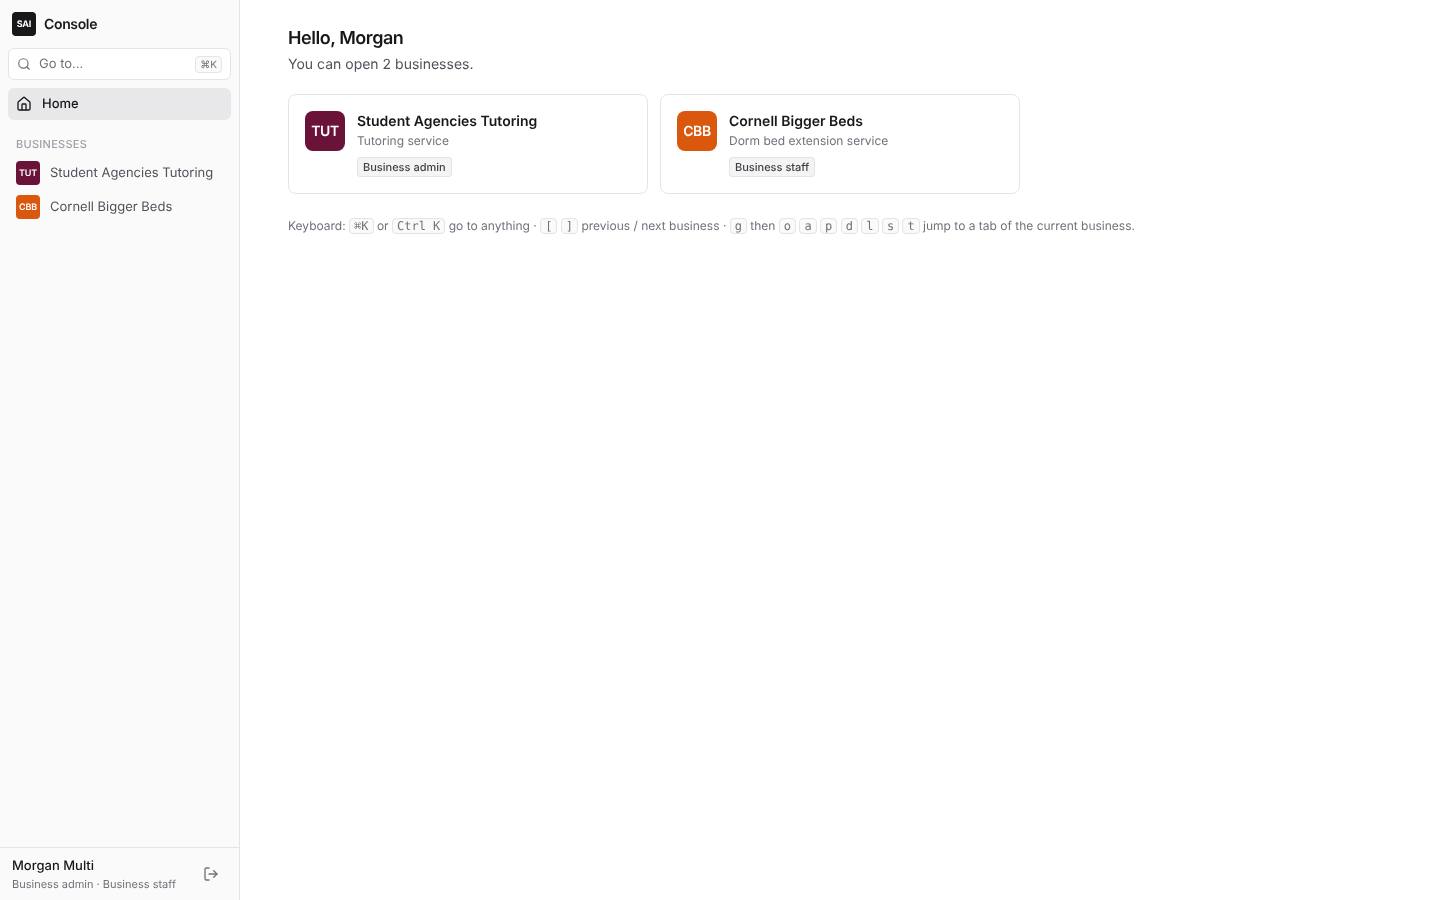 SAI Console
Go to... ⌘K
Home
BUSINESSES
TUT Student Agencies Tutoring
CBB Cornell Bigger Beds
Morgan Multi
Business admin · Business staff
Hello, Morgan
You can open 2 businesses.
TUT
Student Agencies Tutoring
Tutoring service
Business admin
CBB
Cornell Bigger Beds
Dorm bed extension service
Business staff
Keyboard: ⌘K or Ctrl K go to anything · [ ] previous / next business · g then o a p d l s t jump to a tab of the current business.